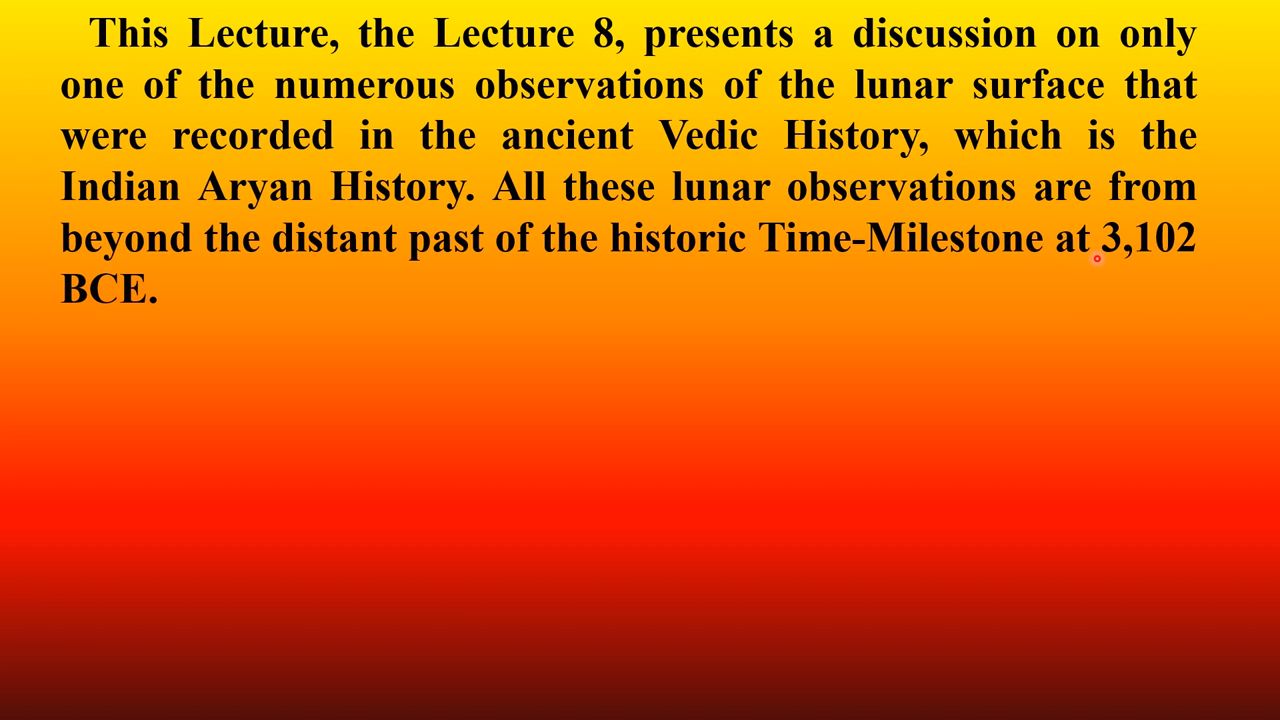 This Lecture, the Lecture 8, presents a discussion on only
one of the numerous observations of the lunar surface that
were recorded in the ancient Vedic History, which is the
Indian Aryan History. All these lunar observations are from
beyond the distant past of the historic Time-Milestone at 3,102
BCE.